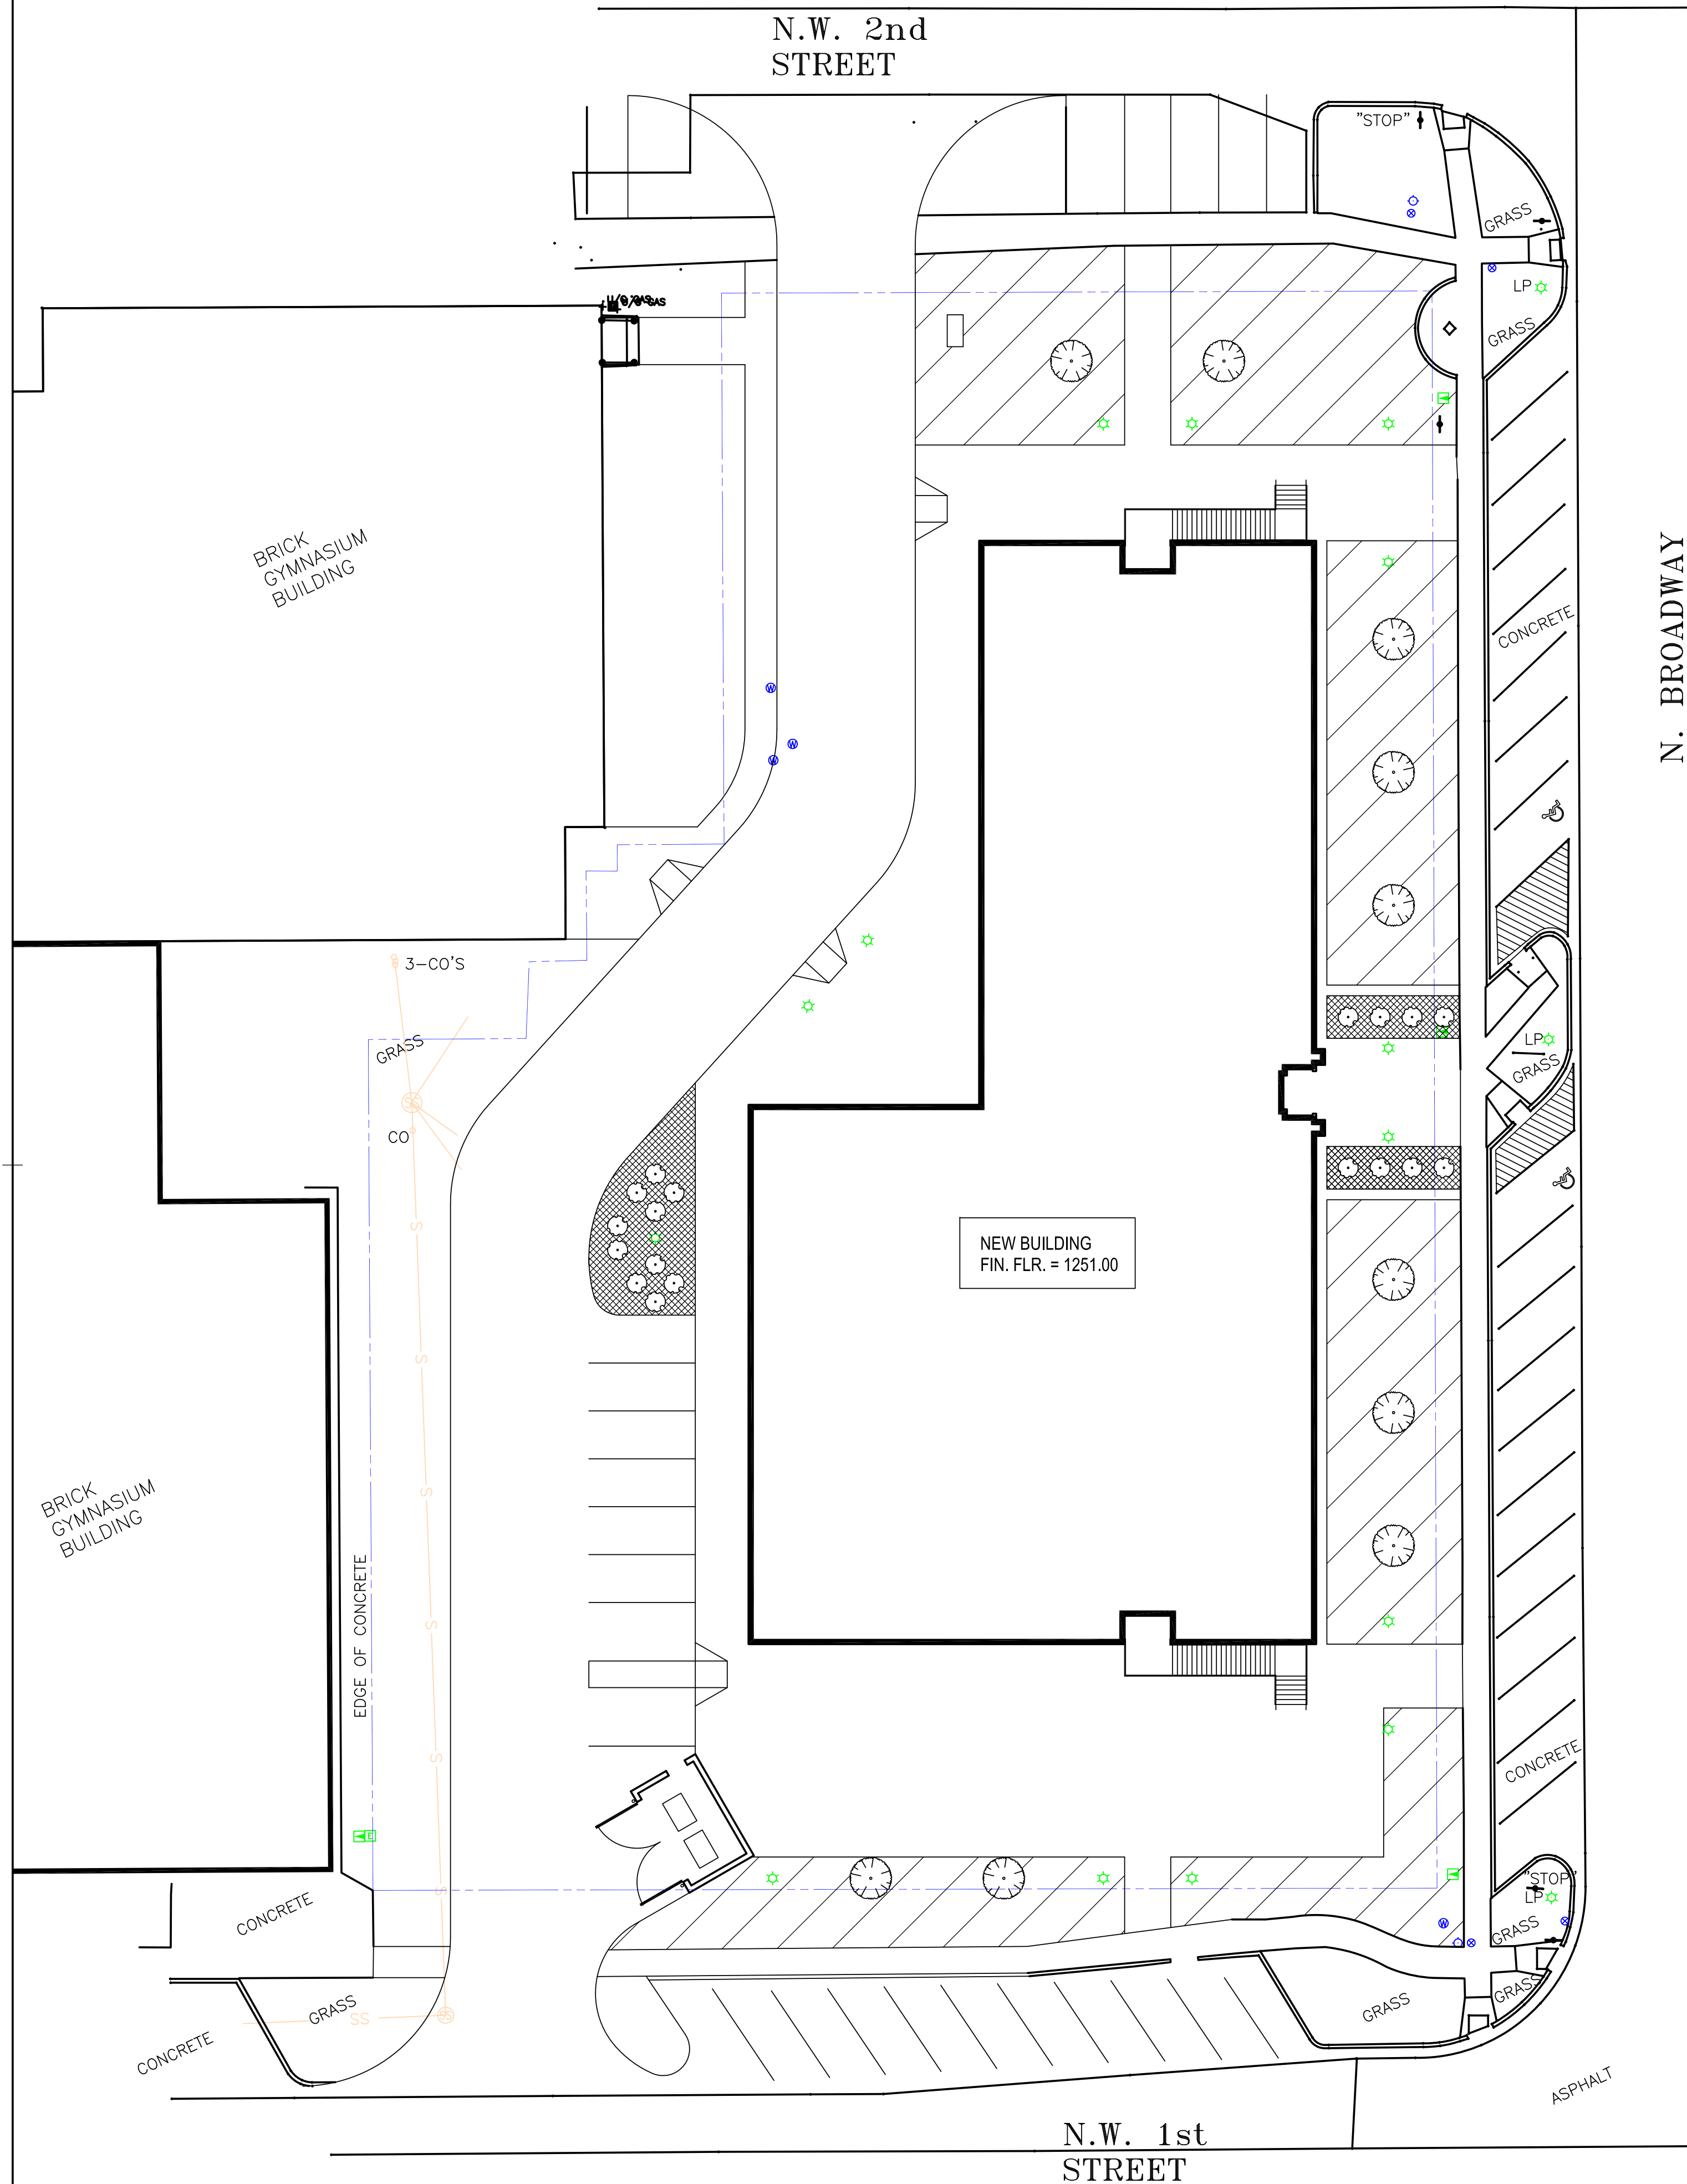 N.W. 2nd
STREET
"STOP"
GRASS
LP
GRASS
BRICK
GYMNASIUM
BUILDING
N. BROADWAY
CONCRETE
W
W
W
3-CO'S
GRASS
CO
LP
GRASS
S
S
S
S
S
S
NEW BUILDING
FIN. FLR. = 1251.00
BRICK
GYMNASIUM
BUILDING
EDGE OF CONCRETE
CONCRETE
E
"STOP"
LP
W
GRASS
CONCRETE
GRASS
GRASS
GRASS
SS
SS
CONCRETE
ASPHALT
N.W. 1st
STREET